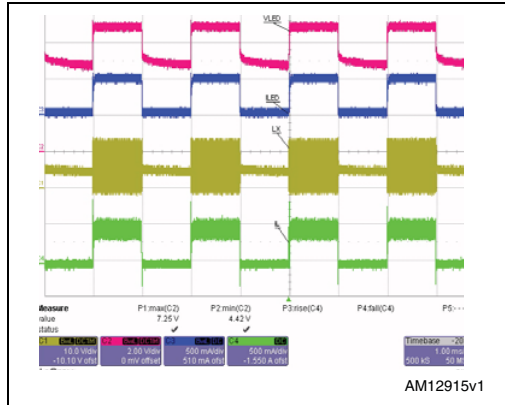 VLED
ILED
LX
IL
Measure P1:max(C2) P2:min(C2) P3:rise(C4) P4:fall(C4) P5:- - -
value 7.25 V 4.42 V
status ✓ ✓
C1 C2 C3 C4 DC Timebase -20
10.0 V/div 2.00 V/div 500 mA/div 500 mA/div 1.00 ms
-10.10 V ofst 0 mV offset 510 mA ofst -1.550 A ofst 500 kS 50 M
AM12915v1